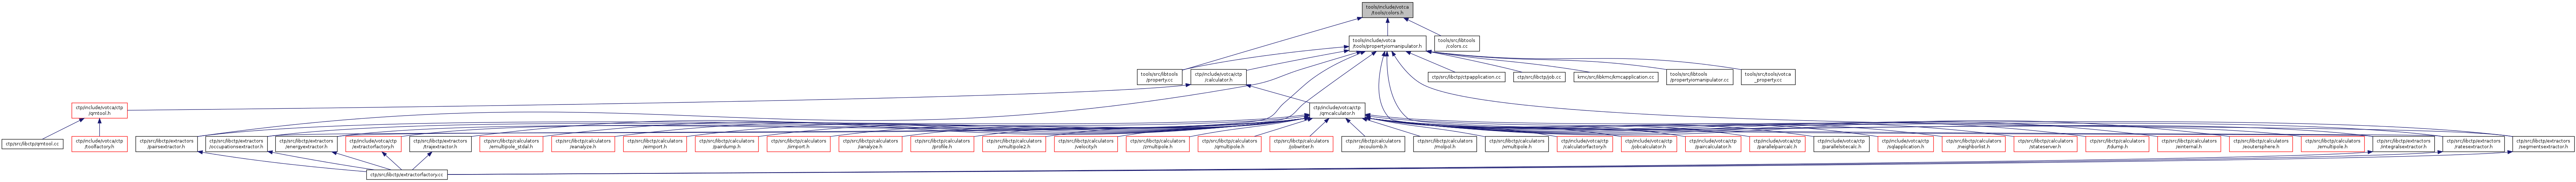 tools/include/votca
/tools/colors.h
tools/include/votca
/tools/propertyiomanipulator.h
tools/src/libtools
/colors.cc
tools/src/libtools
/property.cc
ctp/include/votca/ctp
/calculator.h
ctp/src/libctp/ctpapplication.cc
ctp/src/libctp/job.cc
kmc/src/libkmc/kmcapplication.cc
tools/src/libtools
/propertyiomanipulator.cc
tools/src/tools/votca
_property.cc
ctp/include/votca/ctp
/qmtool.h
ctp/include/votca/ctp
/qmcalculator.h
ctp/src/libctp/qmtool.cc
ctp/include/votca/ctp
/toolfactory.h
ctp/src/libctp/extractors
/pairsextractor.h
ctp/src/libctp/extractors
/occupationextractor.h
ctp/src/libctp/extractors
/energyextractor.h
ctp/include/votca/ctp
/extractorfactory.h
ctp/src/libctp/extractors
/trajextractor.h
ctp/src/libctp/calculators
/emultipole_stdal.h
ctp/src/libctp/calculators
/eanalyze.h
ctp/src/libctp/calculators
/eimport.h
ctp/src/libctp/calculators
/pairdump.h
ctp/src/libctp/calculators
/iimport.h
ctp/src/libctp/calculators
/ianalyze.h
ctp/src/libctp/calculators
/profile.h
ctp/src/libctp/calculators
/xmultipole2.h
ctp/src/libctp/calculators
/velocity.h
ctp/src/libctp/calculators
/zmultipole.h
ctp/src/libctp/calculators
/qmultipole.h
ctp/src/libctp/calculators
/jobwriter.h
ctp/src/libctp/calculators
/ecoulomb.h
ctp/src/libctp/calculators
/molpol.h
ctp/src/libctp/calculators
/vmultipole.h
ctp/include/votca/ctp
/calculatorfactory.h
ctp/include/votca/ctp
/jobcalculator.h
ctp/include/votca/ctp
/paircalculator.h
ctp/include/votca/ctp
/parallelpaircalc.h
ctp/include/votca/ctp
/parallelsitecalc.h
ctp/include/votca/ctp
/sqlapplication.h
ctp/src/libctp/calculators
/neighborlist.h
ctp/src/libctp/calculators
/stateserver.h
ctp/src/libctp/calculators
/tdump.h
ctp/src/libctp/calculators
/einternal.h
ctp/src/libctp/calculators
/eoutersphere.h
ctp/src/libctp/calculators
/emultipole.h
ctp/src/libctp/extractors
/integralsextractor.h
ctp/src/libctp/extractors
/ratesextractor.h
ctp/src/libctp/extractors
/segmentsextractor.h
ctp/src/libctp/extractorfactory.cc